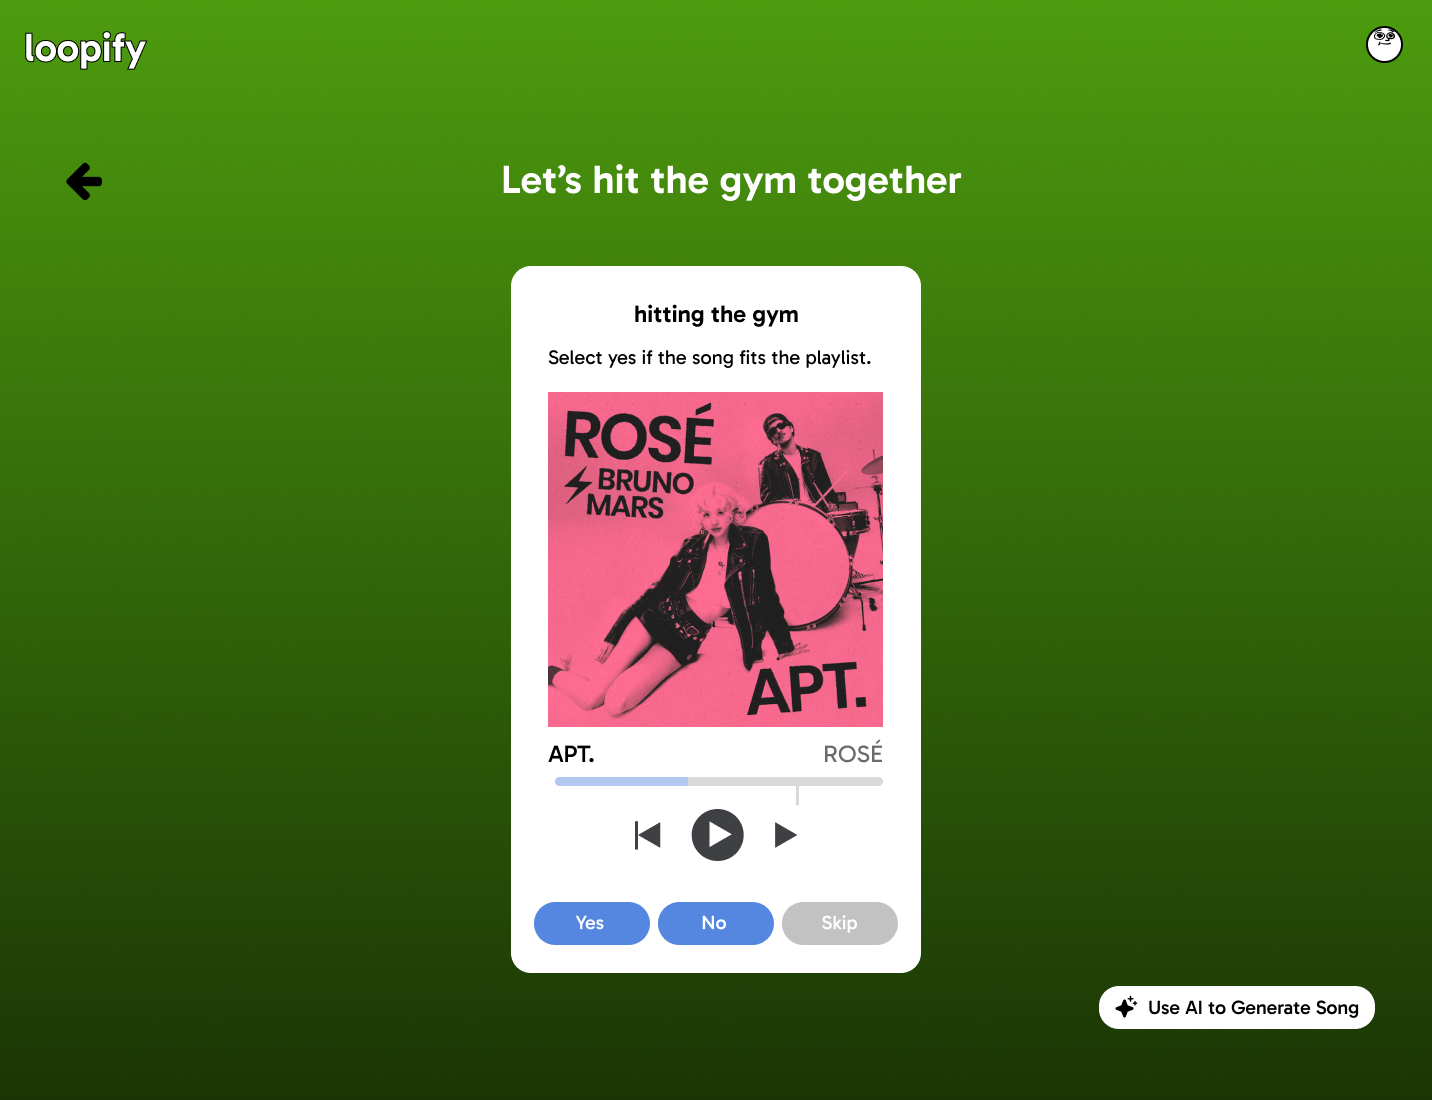 loopify
Let’s hit the gym together
hitting the gym
Select yes if the song fits the playlist.
ROSÉ
BRUNO
MARS
APT.
APT. ROSÉ
Yes No Skip
Use AI to Generate Song